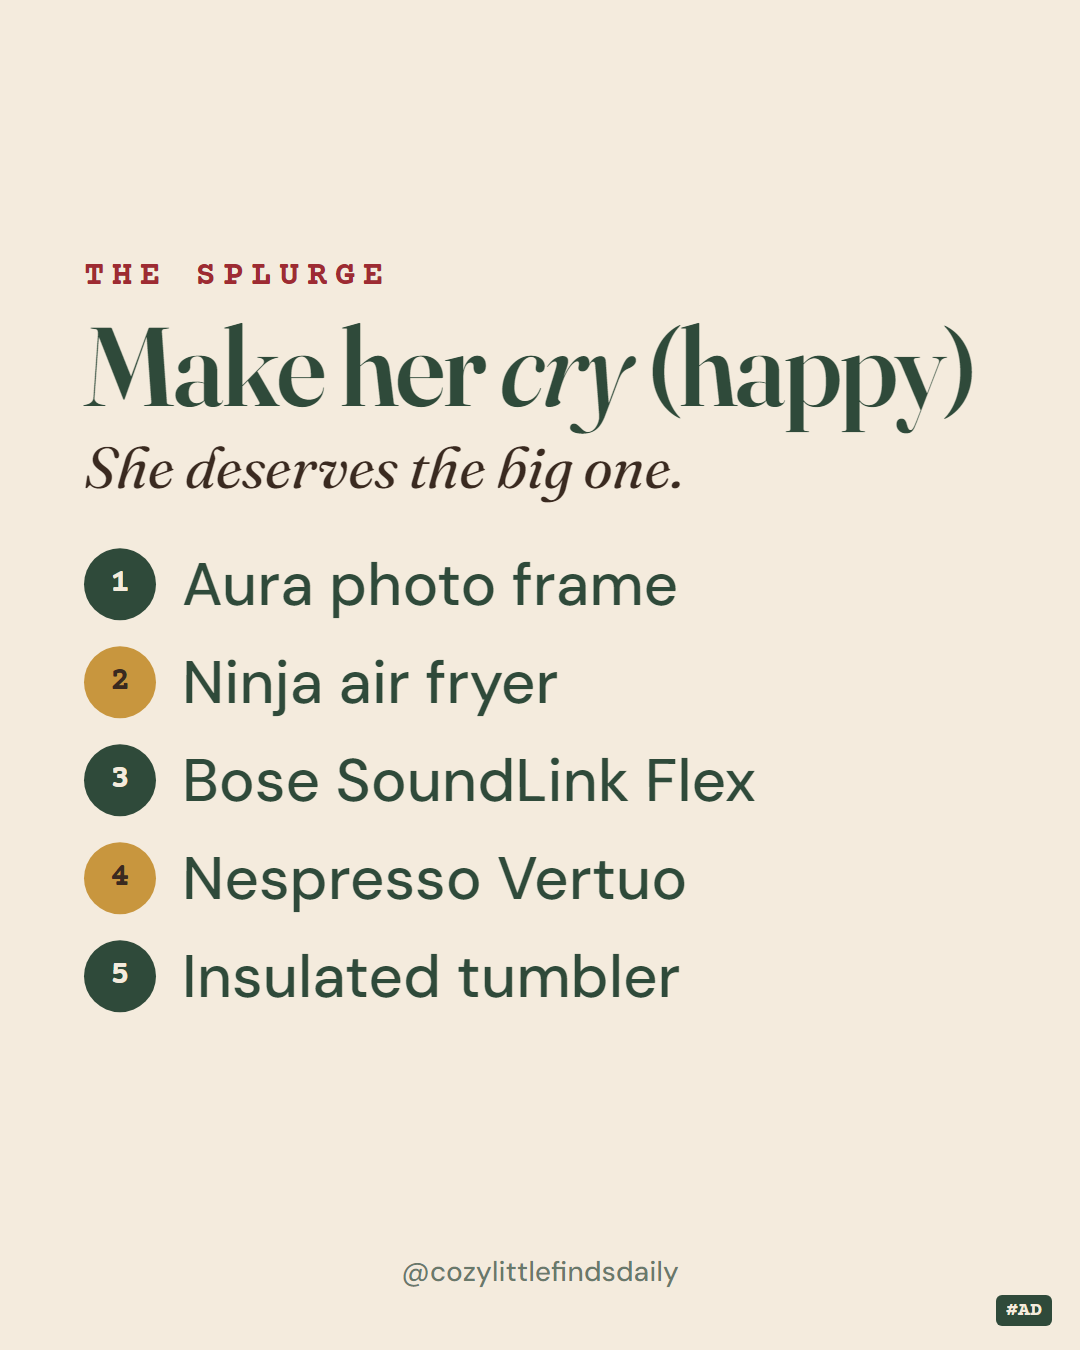 THE SPLURGE
Make her cry (happy)
She deserves the big one.
1 Aura photo frame
2 Ninja air fryer
3 Bose SoundLink Flex
4 Nespresso Vertuo
5 Insulated tumbler
@cozylittlefindsdaily
#AD